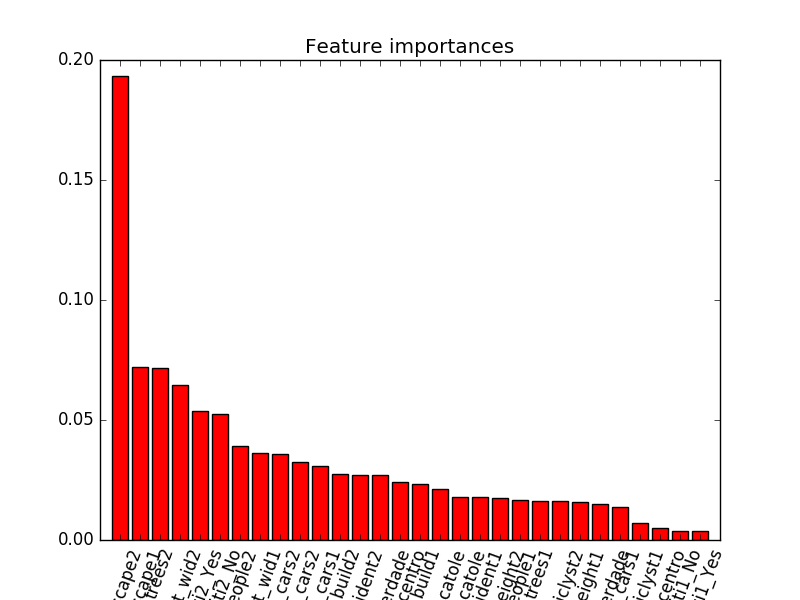 Feature importances
0.20
0.15
0.10
0.05
0.00
cape2
cape1
trees2
t_wid2
i2_Yes
ti2_No
eople2
t_wid1
_cars2
_cars2
_cars1
build2
ident2
erdade
centro
build1
catole
catole
ident1
eight2
eople1
trees1
iclyst2
eight1
erdade
cars1
iclyst1
centro
ti1_No
i1_Yes